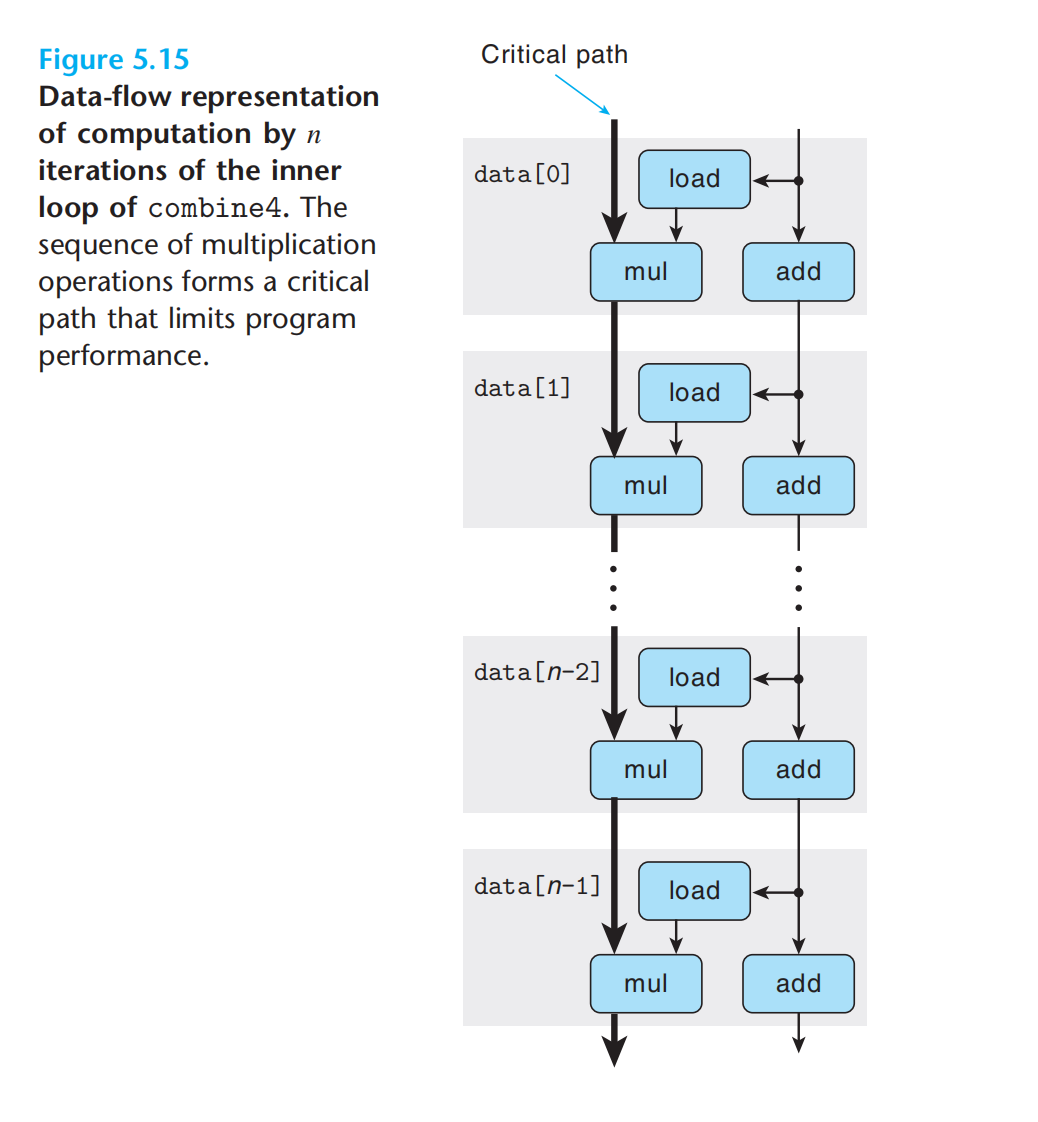 Figure 5.15
Data-flow representation
of computation by n
iterations of the inner
loop of combine4. The
sequence of multiplication
operations forms a critical
path that limits program
performance.
Critical path
data[0]
load
mul
add
data[1]
load
mul
add
data[n-2]
load
mul
add
data[n-1]
load
mul
add